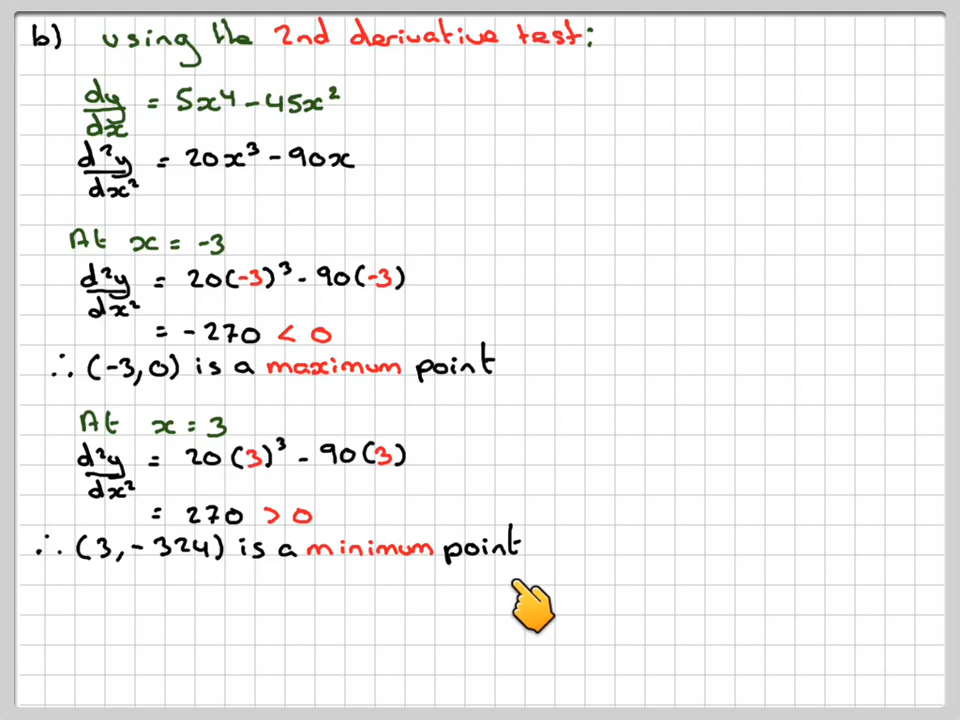 b) using the 2nd derivative test:
dy/dx = 5x⁴ - 45x²
d²y/dx² = 20x³ - 90x
At x = -3
d²y/dx² = 20(-3)³ - 90(-3)
= - 270 < 0
∴ (-3,0) is a maximum point
At x = 3
d²y/dx² = 20(3)³ - 90(3)
= 270 > 0
∴ (3,-324) is a minimum point